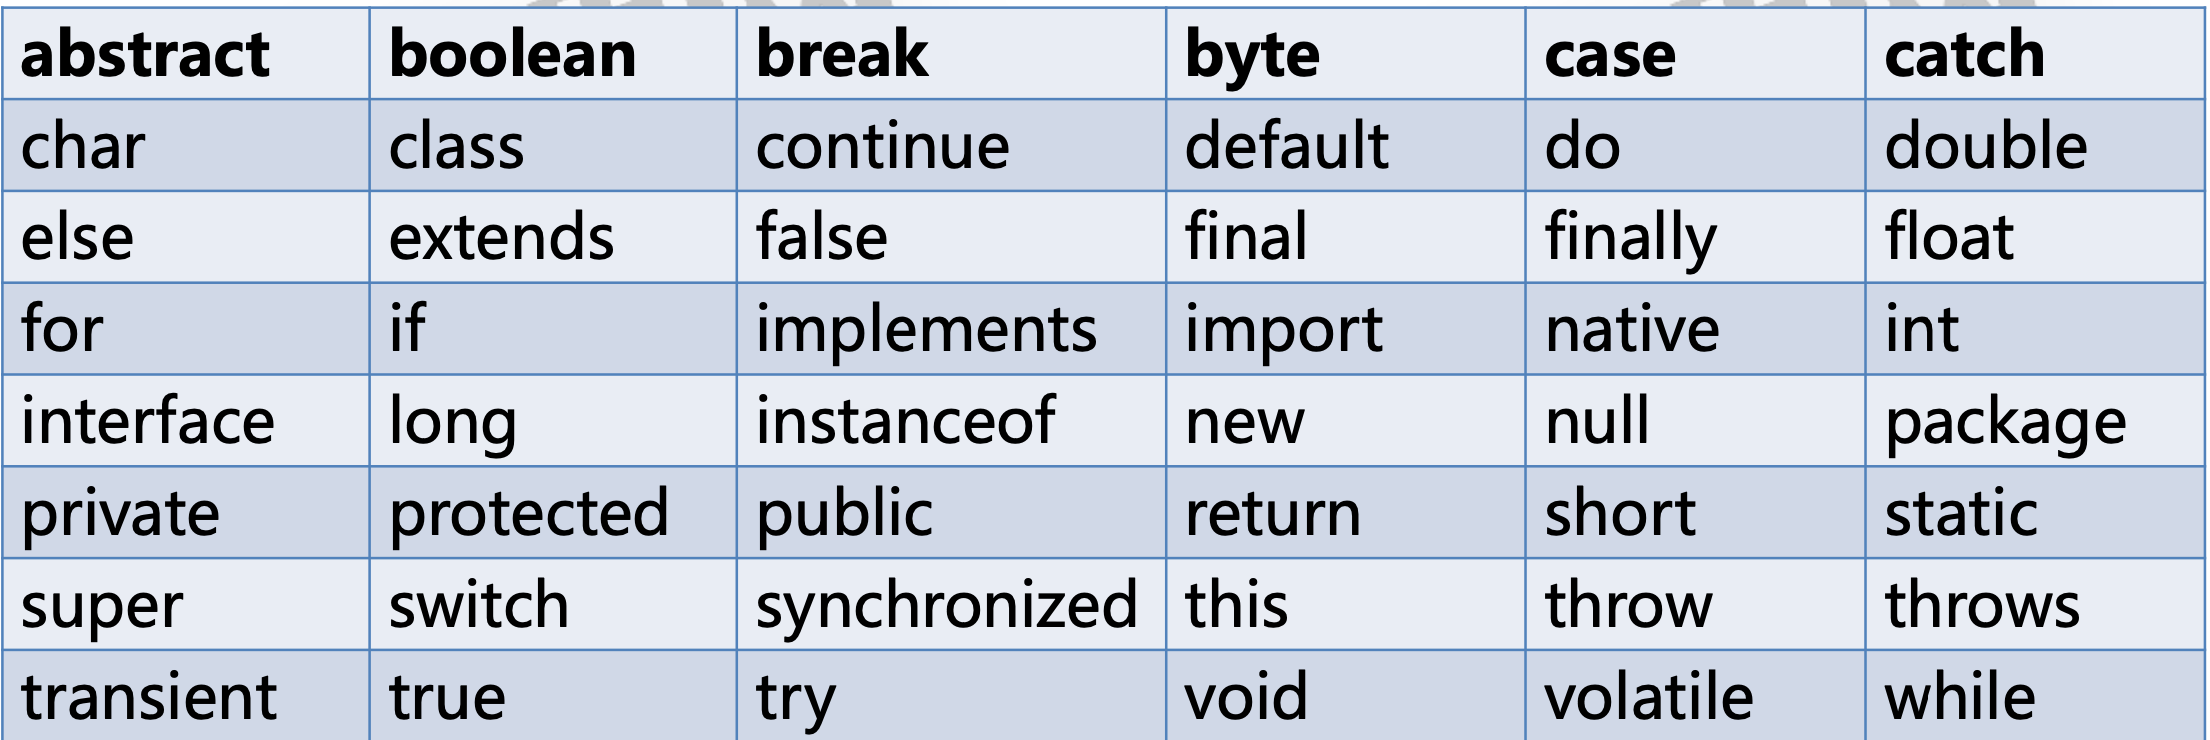 abstract boolean break byte case catch
char class continue default do double
else extends false final finally float
for if implements import native int
interface long instanceof new null package
private protected public return short static
super switch synchronized this throw throws
transient true try void volatile while